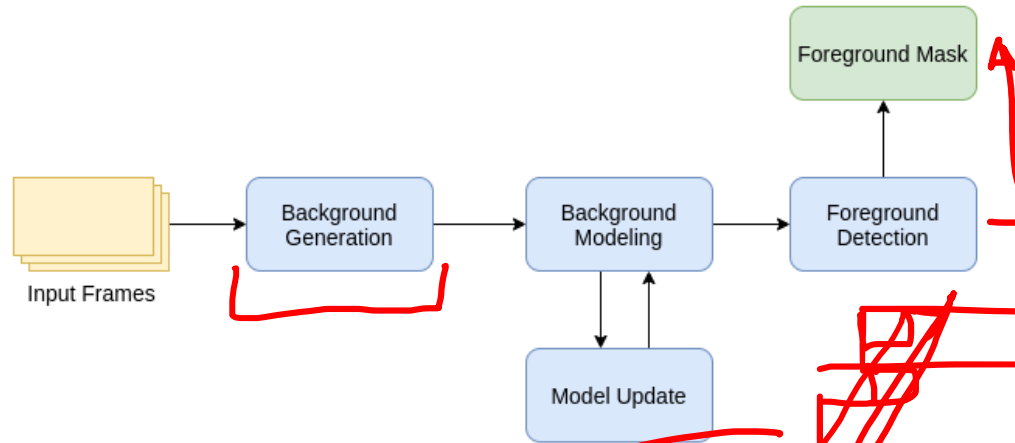 Foreground Mask
Input Frames
Background
Generation
Background
Modeling
Foreground
Detection
Model Update